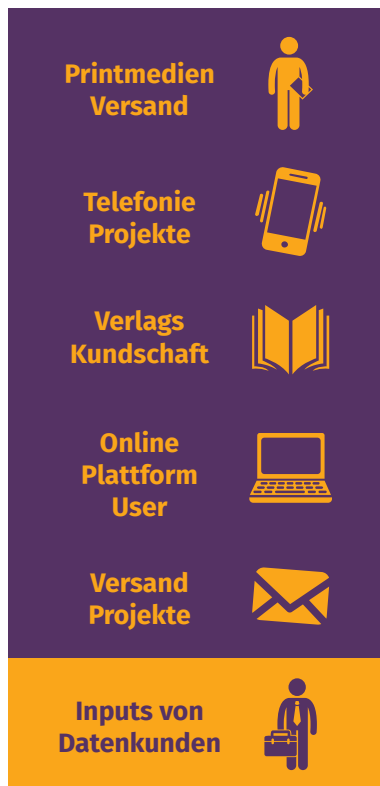 Printmedien
Versand
Telefonie
Projekte
Verlags
Kundschaft
Online
Plattform
User
Versand
Projekte
Inputs von
Datenkunden